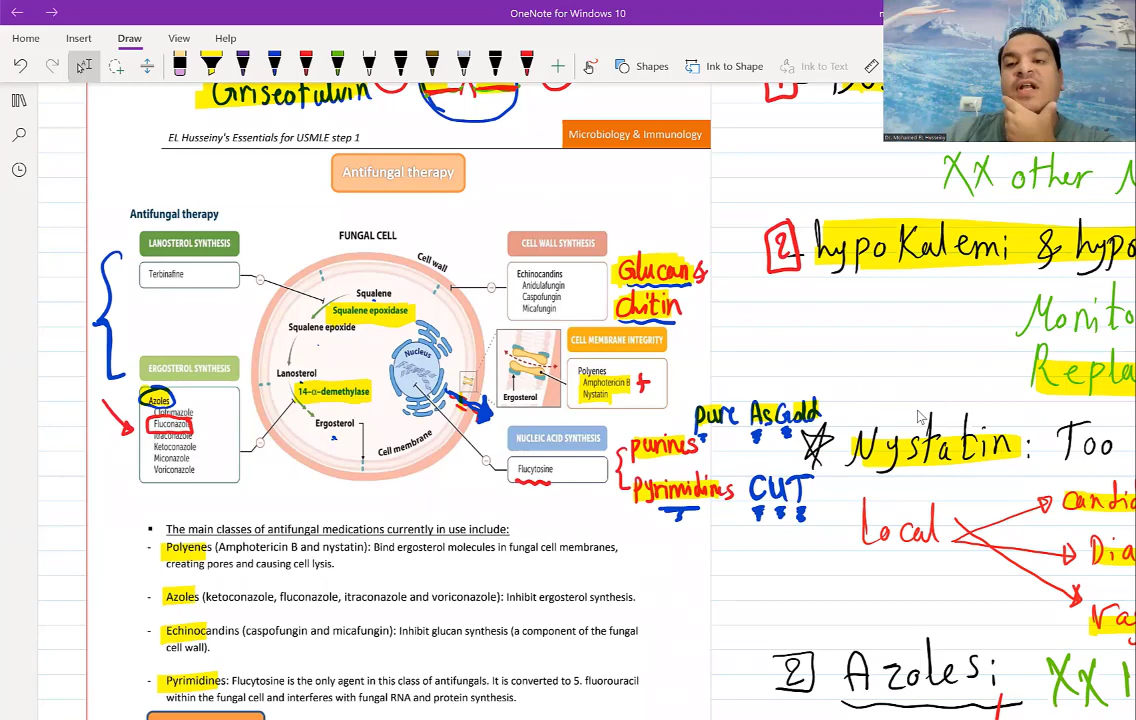 OneNote for Windows 10
Home Insert Draw View Help
Shapes Ink to Shape Ink to Text
Dr. Mohamed EL Husseiny
Griseofulvin
EL Husseiny's Essentials for USMLE step 1
Microbiology & Immunology
Antifungal therapy
Antifungal therapy
LANOSTEROL SYNTHESIS
Terbinafine
ERGOSTEROL SYNTHESIS
Azoles
Clotrimazole
Fluconazole
Itraconazole
Ketoconazole
Miconazole
Voriconazole
FUNGAL CELL
Cell wall
Squalene
Squalene epoxidase
Squalene epoxide
Lanosterol
14-α-demethylase
Ergosterol
Cell membrane
Nucleus
CELL WALL SYNTHESIS
Echinocandins
Anidulafungin
Caspofungin
Micafungin
Glucan &
chitin
CELL MEMBRANE INTEGRITY
Polyenes
Amphotericin B
Nystatin
Ergosterol
NUCLEIC ACID SYNTHESIS
Flucytosine
pure As Gold
purines
pyrimidines CUT
▪ The main classes of antifungal medications currently in use include:
- Polyenes (Amphotericin B and nystatin): Bind ergosterol molecules in fungal cell membranes,
creating pores and causing cell lysis.
- Azoles (ketoconazole, fluconazole, itraconazole and voriconazole): Inhibit ergosterol synthesis.
- Echinocandins (caspofungin and micafungin): Inhibit glucan synthesis (a component of the fungal
cell wall).
- Pyrimidines: Flucytosine is the only agent in this class of antifungals. It is converted to 5. fluorouracil
within the fungal cell and interferes with fungal RNA and protein synthesis.
XX other
2 hypoKalemi & hypo
Monito
Repla
Nystatin: Too
Local
candid
Dia
Va
2 Azoles:
XX